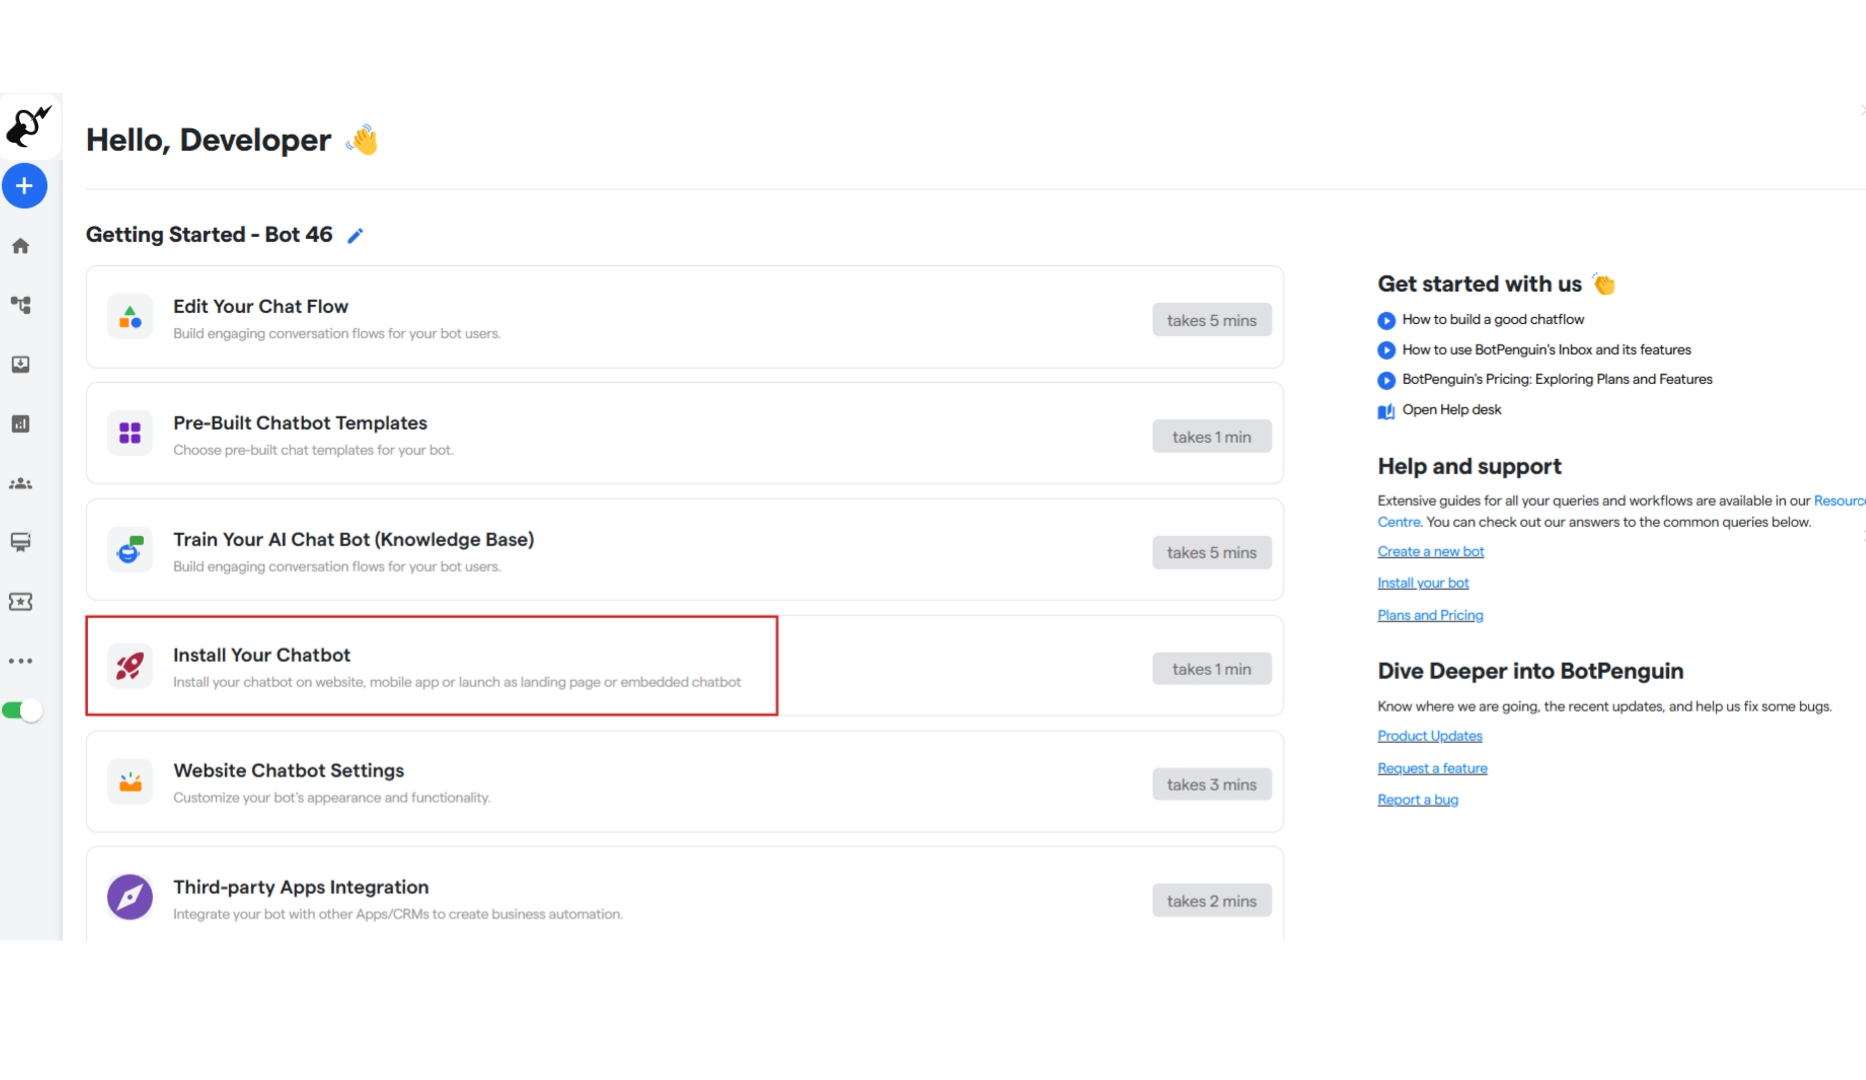 Hello, Developer
Getting Started - Bot 46
Edit Your Chat Flow
Build engaging conversation flows for your bot users.
takes 5 mins
Pre-Built Chatbot Templates
Choose pre-built chat templates for your bot.
takes 1 min
Train Your AI Chat Bot (Knowledge Base)
Build engaging conversation flows for your bot users.
takes 5 mins
Install Your Chatbot
Install your chatbot on website, mobile app or launch as landing page or embedded chatbot
takes 1 min
Website Chatbot Settings
Customize your bot's appearance and functionality.
takes 3 mins
Third-party Apps Integration
Integrate your bot with other Apps/CRMs to create business automation.
takes 2 mins
Get started with us
How to build a good chatflow
How to use BotPenguin's Inbox and its features
BotPenguin's Pricing: Exploring Plans and Features
Open Help desk
Help and support
Extensive guides for all your queries and workflows are available in our Resourc
Centre. You can check out our answers to the common queries below.
Create a new bot
Install your bot
Plans and Pricing
Dive Deeper into BotPenguin
Know where we are going, the recent updates, and help us fix some bugs.
Product Updates
Request a feature
Report a bug